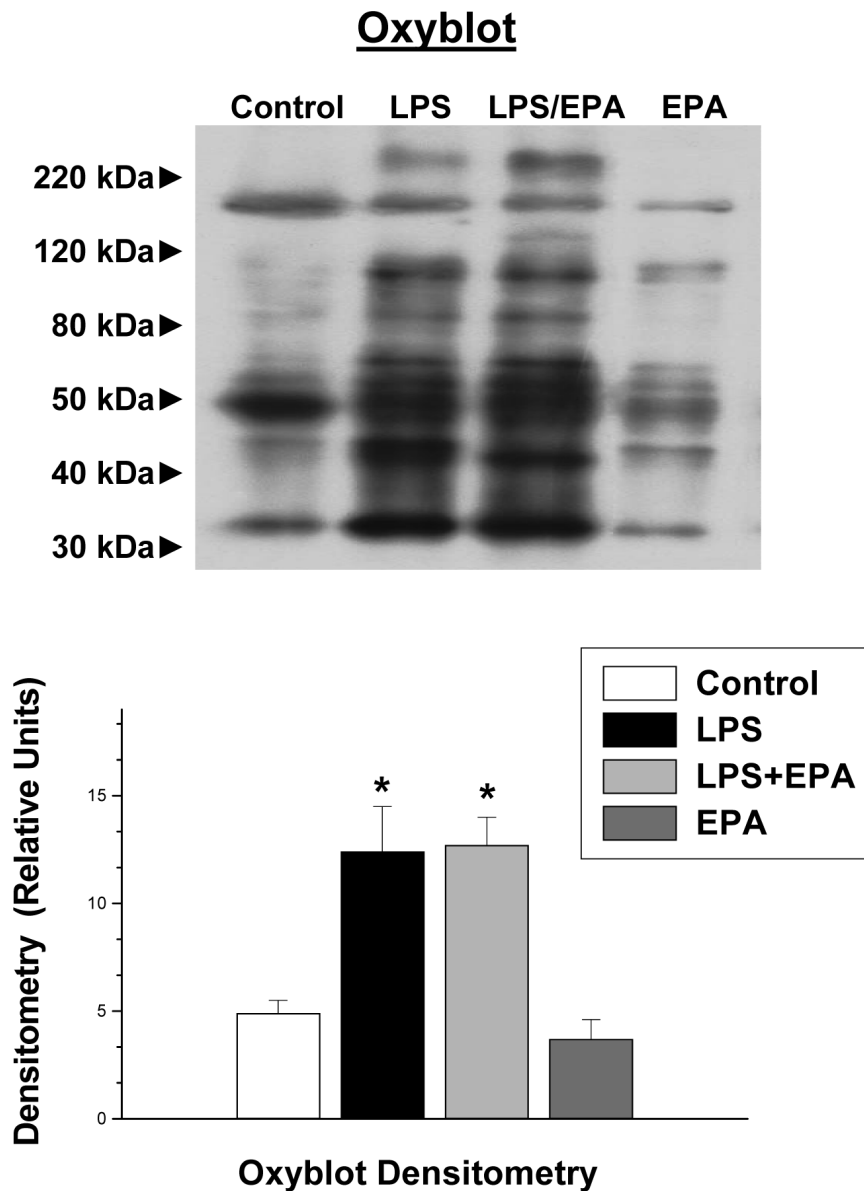 Oxyblot
Control LPS LPS/EPA EPA
220 kDa
120 kDa
80 kDa
50 kDa
40 kDa
30 kDa
Densitometry (Relative Units)
15
10
5
0
* *
Control
LPS
LPS+EPA
EPA
Oxyblot Densitometry